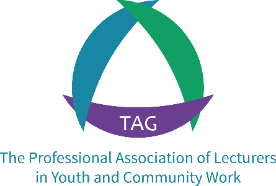 TAG
The Professional Association of Lecturers
in Youth and Community Work